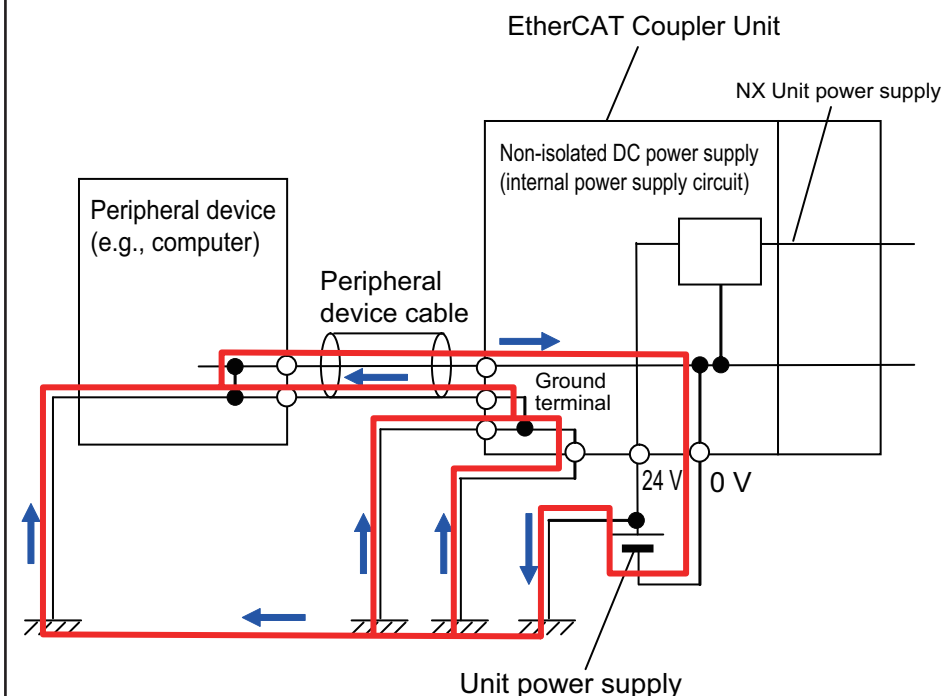 EtherCAT Coupler Unit
NX Unit power supply
Non-isolated DC power supply
(internal power supply circuit)
Peripheral device
(e.g., computer)
Peripheral
device cable
Ground
terminal
24 V
0 V
Unit power supply